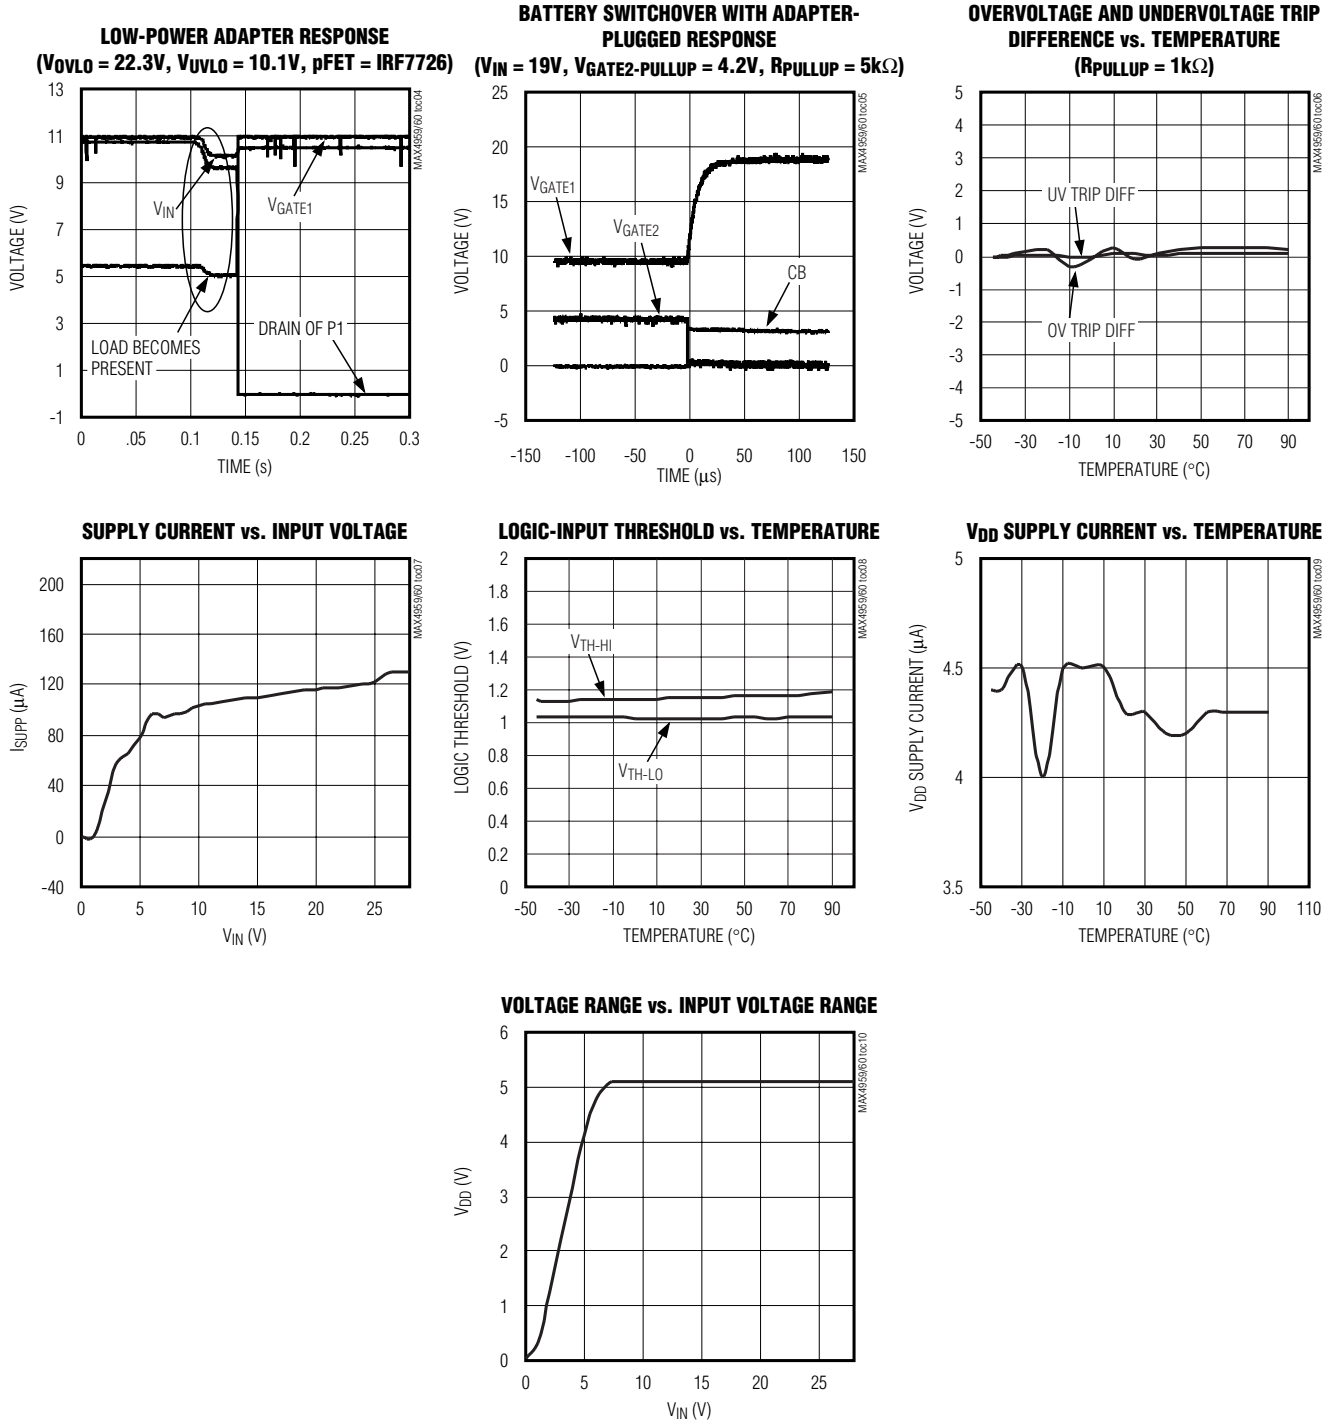 LOW-POWER ADAPTER RESPONSE
(VOVLO = 22.3V, VUVLO = 10.1V, pFET = IRF7726)
13
11
9
7
5
3
1
-1
VOLTAGE (V)
VIN
VGATE1
LOAD BECOMES
PRESENT
DRAIN OF P1
0 .05 0.1 0.15 0.2 0.25 0.3
TIME (s)
MAX4959/60 toc04
BATTERY SWITCHOVER WITH ADAPTER-
PLUGGED RESPONSE
(VIN = 19V, VGATE2-PULLUP = 4.2V, RPULLUP = 5kΩ)
25
20
15
10
5
0
-5
VOLTAGE (V)
VGATE1
VGATE2
CB
-150 -100 -50 0 50 100 150
TIME (µs)
MAX4959/60 toc05
OVERVOLTAGE AND UNDERVOLTAGE TRIP
DIFFERENCE vs. TEMPERATURE
(RPULLUP = 1kΩ)
5
4
3
2
1
0
-1
-2
-3
-4
-5
VOLTAGE (V)
UV TRIP DIFF
OV TRIP DIFF
-50 -30 -10 10 30 50 70 90
TEMPERATURE (°C)
MAX4959/60 toc06
SUPPLY CURRENT vs. INPUT VOLTAGE
200
160
120
80
40
0
-40
ISUPP (µA)
0 5 10 15 20 25
VIN (V)
MAX4959/60 toc07
LOGIC-INPUT THRESHOLD vs. TEMPERATURE
2
1.8
1.6
1.4
1.2
1
0.8
0.6
0.4
0.2
0
LOGIC THRESHOLD (V)
VTH-HI
VTH-LO
-50 -30 -10 10 30 50 70 90
TEMPERATURE (°C)
MAX4959/60 toc08
VDD SUPPLY CURRENT vs. TEMPERATURE
5
4.5
4
3.5
VDD SUPPLY CURRENT (µA)
-50 -30 -10 10 30 50 70 90 110
TEMPERATURE (°C)
MAX4959/60 toc09
VOLTAGE RANGE vs. INPUT VOLTAGE RANGE
6
5
4
3
2
1
0
VDD (V)
0 5 10 15 20 25
VIN (V)
MAX4959/60 toc10